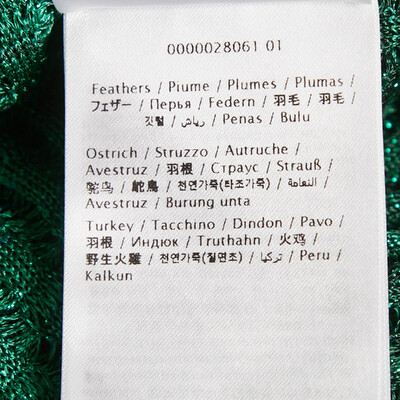 0000028061 01
Feathers / Piume / Plumes / Plumas /
フェザー / Перья / Federn / 羽毛 / 羽毛 /
깃털 / رياش / Penas / Bulu
Ostrich / Struzzo / Autruche /
Avestruz / 羽根 / Страус / Strauß /
鸵鸟 / 鴕鳥 / 천연가죽(타조가죽) / النعامة /
Avestruz / Burung unta
Turkey / Tacchino / Dindon / Pavo /
羽根 / Индюк / Truthahn / 火鸡 /
野生火雞 / 천연가죽(칠면조) / تركيا / Peru /
Kalkun